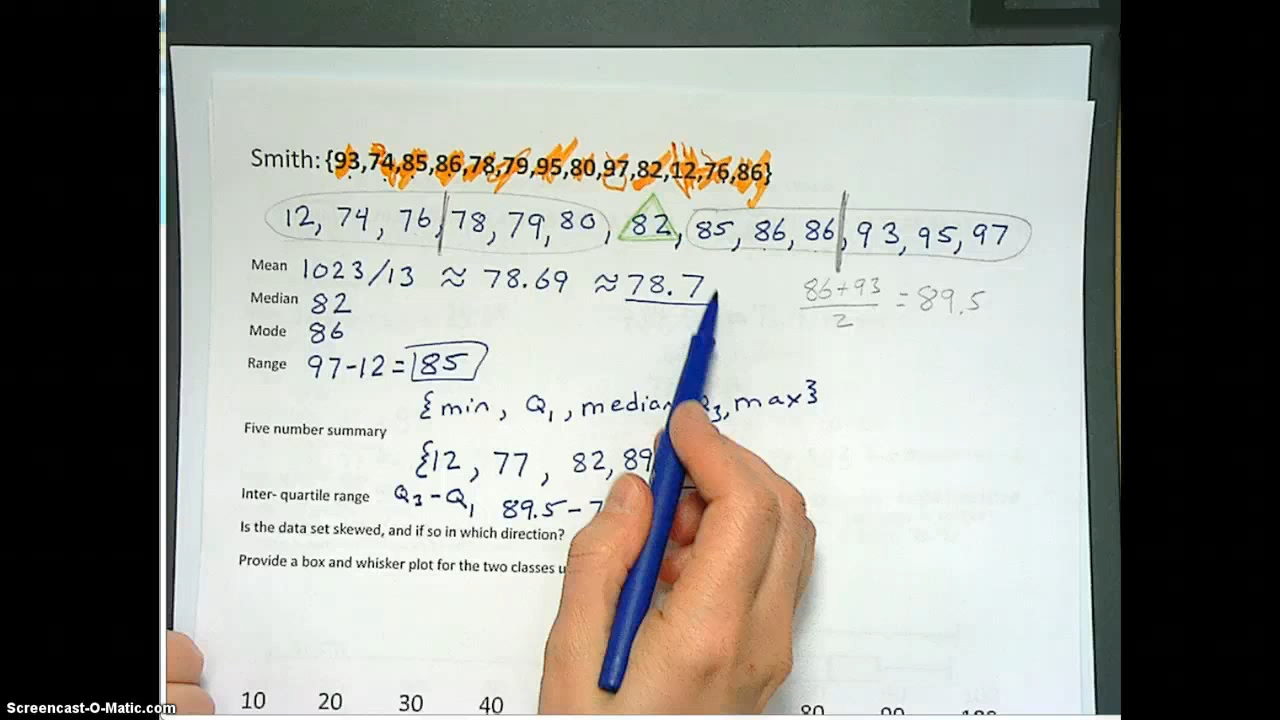 Smith: {93,74,85,86,78,79,95,80,97,82,12,76,86}
12, 74, 76, 78, 79, 80, 82, 85, 86, 86, 93, 95, 97
Mean 1023/13 ≈ 78.69 ≈ 78.7
86+93
2
= 89.5
Median 82
Mode 86
Range 97-12 = 85
{min, Q1, median, Q3, max}
Five number summary
{12, 77, 82, 89
Inter- quartile range Q3 - Q1 89.5 - 7
Is the data set skewed, and if so in which direction?
Provide a box and whisker plot for the two classes u
10 20 30 40 80 90 100
Screencast-O-Matic.com